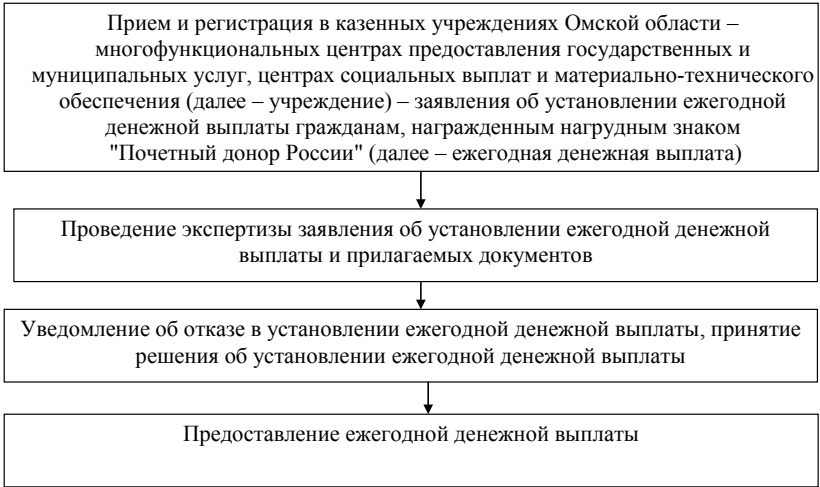 Прием и регистрация в казенных учреждениях Омской области –
многофункциональных центрах предоставления государственных и
муниципальных услуг, центрах социальных выплат и материально-технического
обеспечения (далее – учреждение) – заявления об установлении ежегодной
денежной выплаты гражданам, награжденным нагрудным знаком
"Почетный донор России" (далее – ежегодная денежная выплата)
Проведение экспертизы заявления об установлении ежегодной денежной
выплаты и прилагаемых документов
Уведомление об отказе в установлении ежегодной денежной выплаты, принятие
решения об установлении ежегодной денежной выплаты
Предоставление ежегодной денежной выплаты